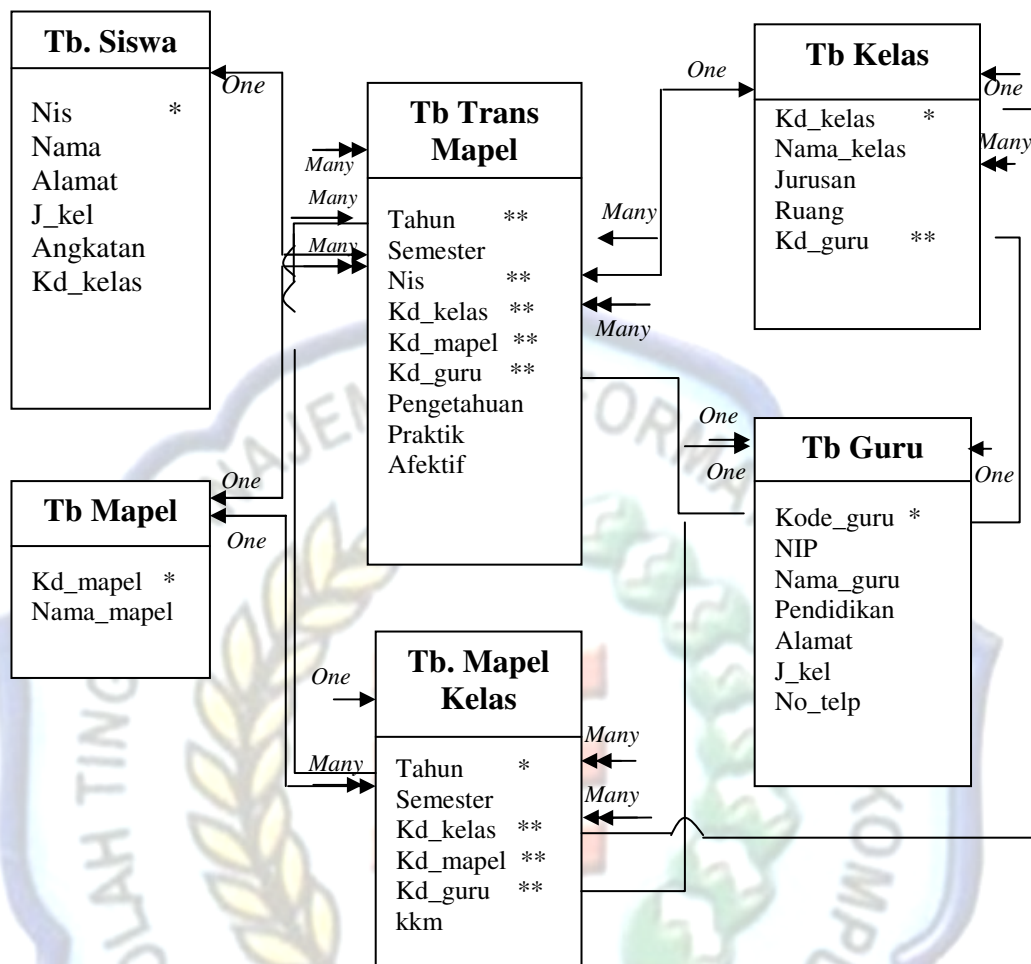 Tb. Siswa
Nis *
Nama
Alamat
J_kel
Angkatan
Kd_kelas
One
Tb Trans
Mapel
Tahun **
Semester
Nis **
Kd_kelas **
Kd_mapel **
Kd_guru **
Pengetahuan
Praktik
Afektif
Many
Many
Many
Many
Many
One
Tb Kelas
Kd_kelas *
Nama_kelas
Jurusan
Ruang
Kd_guru **
One
Many
Tb Mapel
Kd_mapel *
Nama_mapel
One
One
Tb. Mapel
Kelas
Tahun *
Semester
Kd_kelas **
Kd_mapel **
Kd_guru **
kkm
One
Many
Many
Many
Tb Guru
Kode_guru *
NIP
Nama_guru
Pendidikan
Alamat
J_kel
No_telp
One
One
One